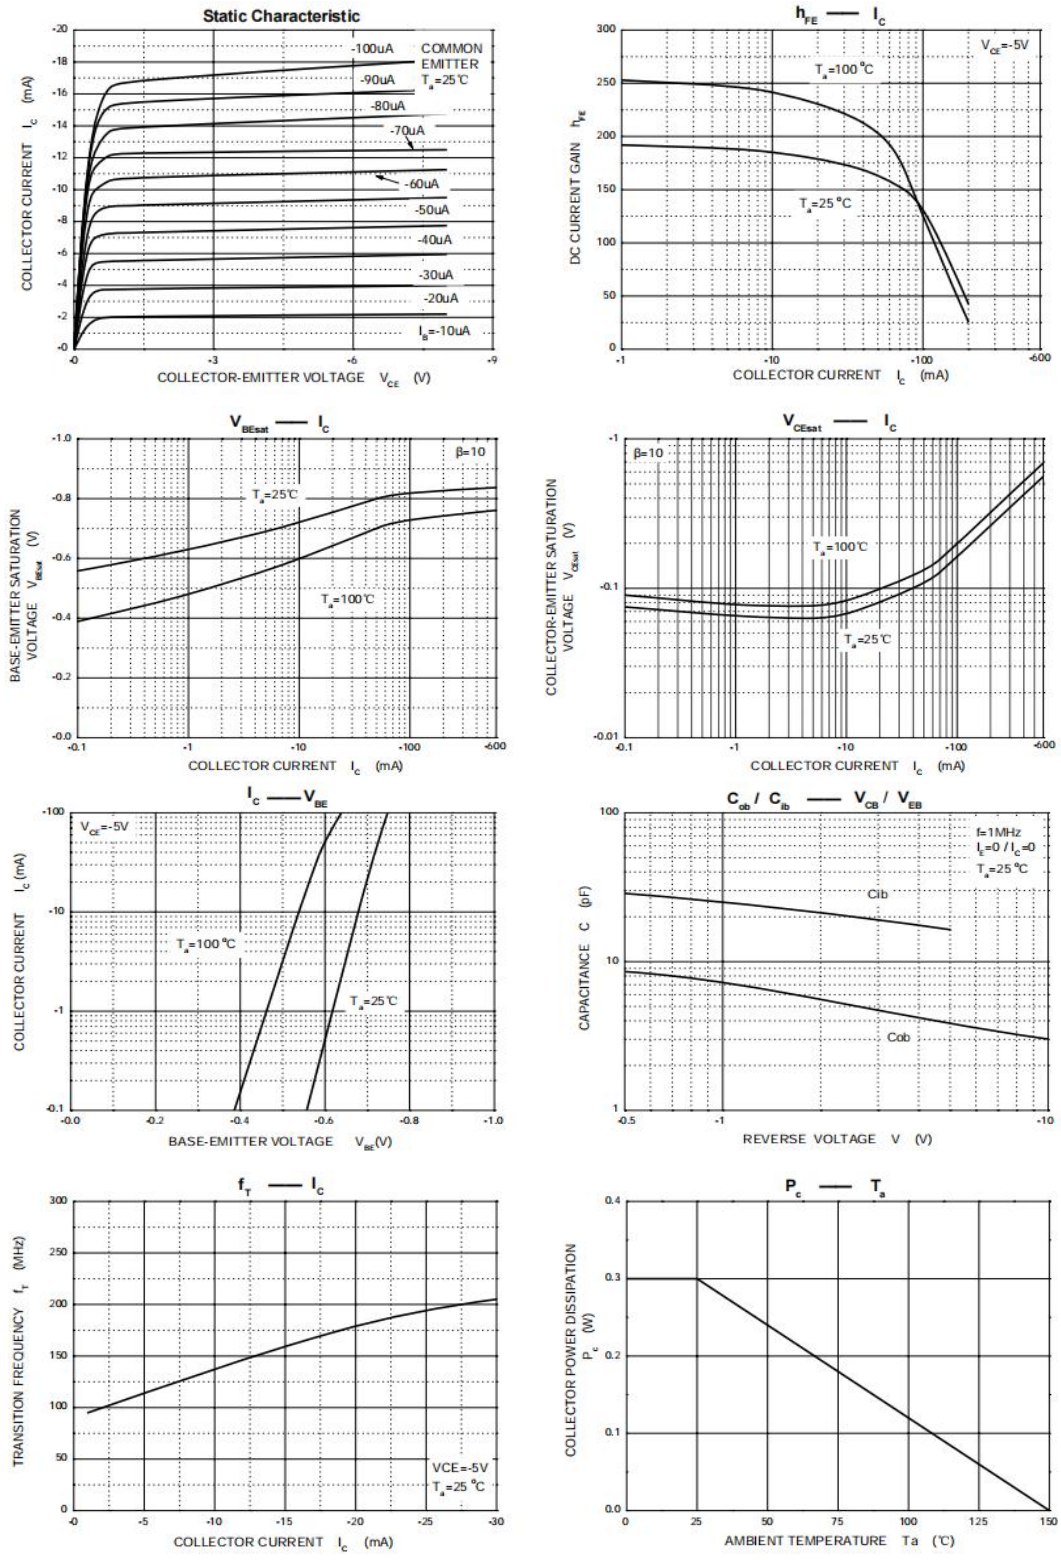 Static Characteristic
COLLECTOR CURRENT I_C (mA)
-20
-18
-16
-14
-12
-10
-8
-6
-4
-2
-0
-100uA
-90uA
-80uA
-70uA
-60uA
-50uA
-40uA
-30uA
-20uA
I_B=-10uA
COMMON
EMITTER
T_a=25℃
-0 -3 -6 -9
COLLECTOR-EMITTER VOLTAGE V_CE (V)
h_FE —— I_C
DC CURRENT GAIN h_FE
300
250
200
150
100
50
0
V_CE=-5V
T_a=100 °C
T_a=25 °C
-1 -10 -100 -600
COLLECTOR CURRENT I_C (mA)
V_BEsat —— I_C
BASE-EMITTER SATURATION
VOLTAGE V_BEsat (V)
-1.0
-0.8
-0.6
-0.4
-0.2
-0.0
β=10
T_a=25℃
T_a=100℃
-0.1 -1 -10 -100 -600
COLLECTOR CURRENT I_C (mA)
V_CEsat —— I_C
COLLECTOR-EMITTER SATURATION
VOLTAGE V_CEsat (V)
-1
-0.1
-0.01
β=10
T_a=100℃
T_a=25℃
-0.1 -1 -10 -100 -600
COLLECTOR CURRENT I_C (mA)
I_C —— V_BE
COLLECTOR CURRENT I_C (mA)
-100
-10
-1
-0.1
V_CE=-5V
T_a=100 °C
T_a=25℃
-0.0 -0.2 -0.4 -0.6 -0.8 -1.0
BASE-EMITTER VOLTAGE V_BE(V)
C_ob / C_ib —— V_CB / V_EB
CAPACITANCE C (pF)
100
10
1
f=1MHz
I_E=0 / I_C=0
T_a=25 °C
Cib
Cob
-0.5 -1 -10
REVERSE VOLTAGE V (V)
f_T —— I_C
TRANSITION FREQUENCY f_T (MHz)
300
250
200
150
100
50
0
VCE=-5V
T_a=25 °C
-0 -5 -10 -15 -20 -25 -30
COLLECTOR CURRENT I_C (mA)
P_c —— T_a
COLLECTOR POWER DISSIPATION
P_c (W)
0.4
0.3
0.2
0.1
0.0
0 25 50 75 100 125 150
AMBIENT TEMPERATURE Ta (℃)